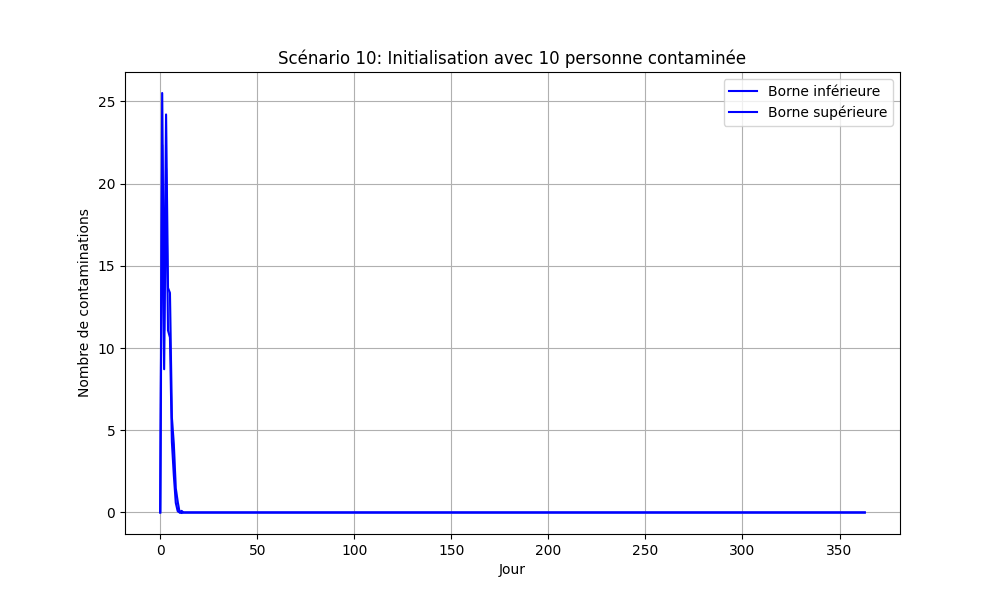 Scénario 10: Initialisation avec 10 personne contaminée
Borne inférieure
Borne supérieure
25
20
15
10
5
0
Nombre de contaminations
0 50 100 150 200 250 300 350
Jour